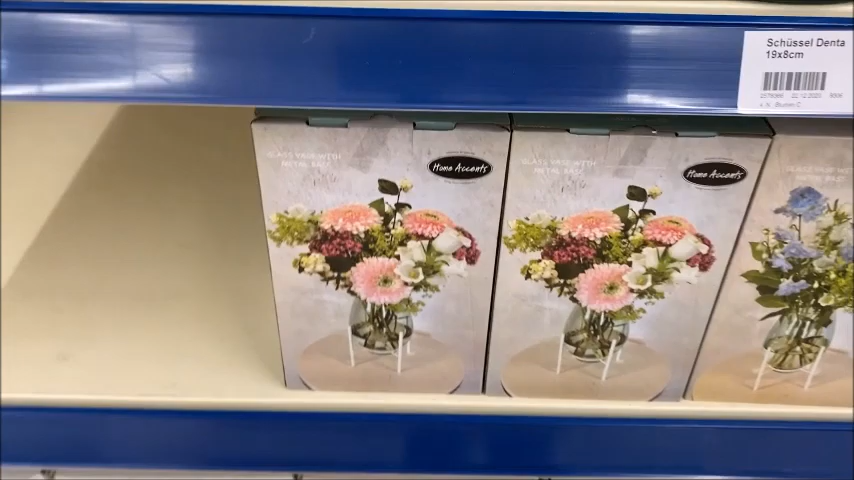 Schüssel Denta
19x8cm
GLASS VASE WITH
METAL BASE
Home Accents
GLASS VASE WITH
METAL BASE
Home Accents